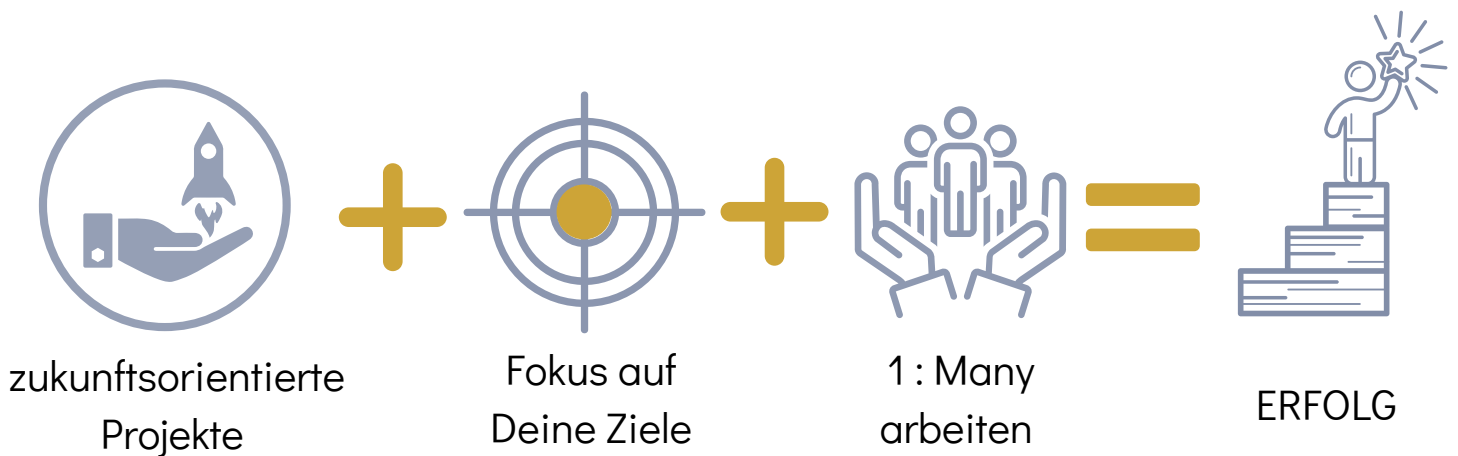 zukunftsorientierte
Projekte
Fokus auf
Deine Ziele
1 : Many
arbeiten
ERFOLG